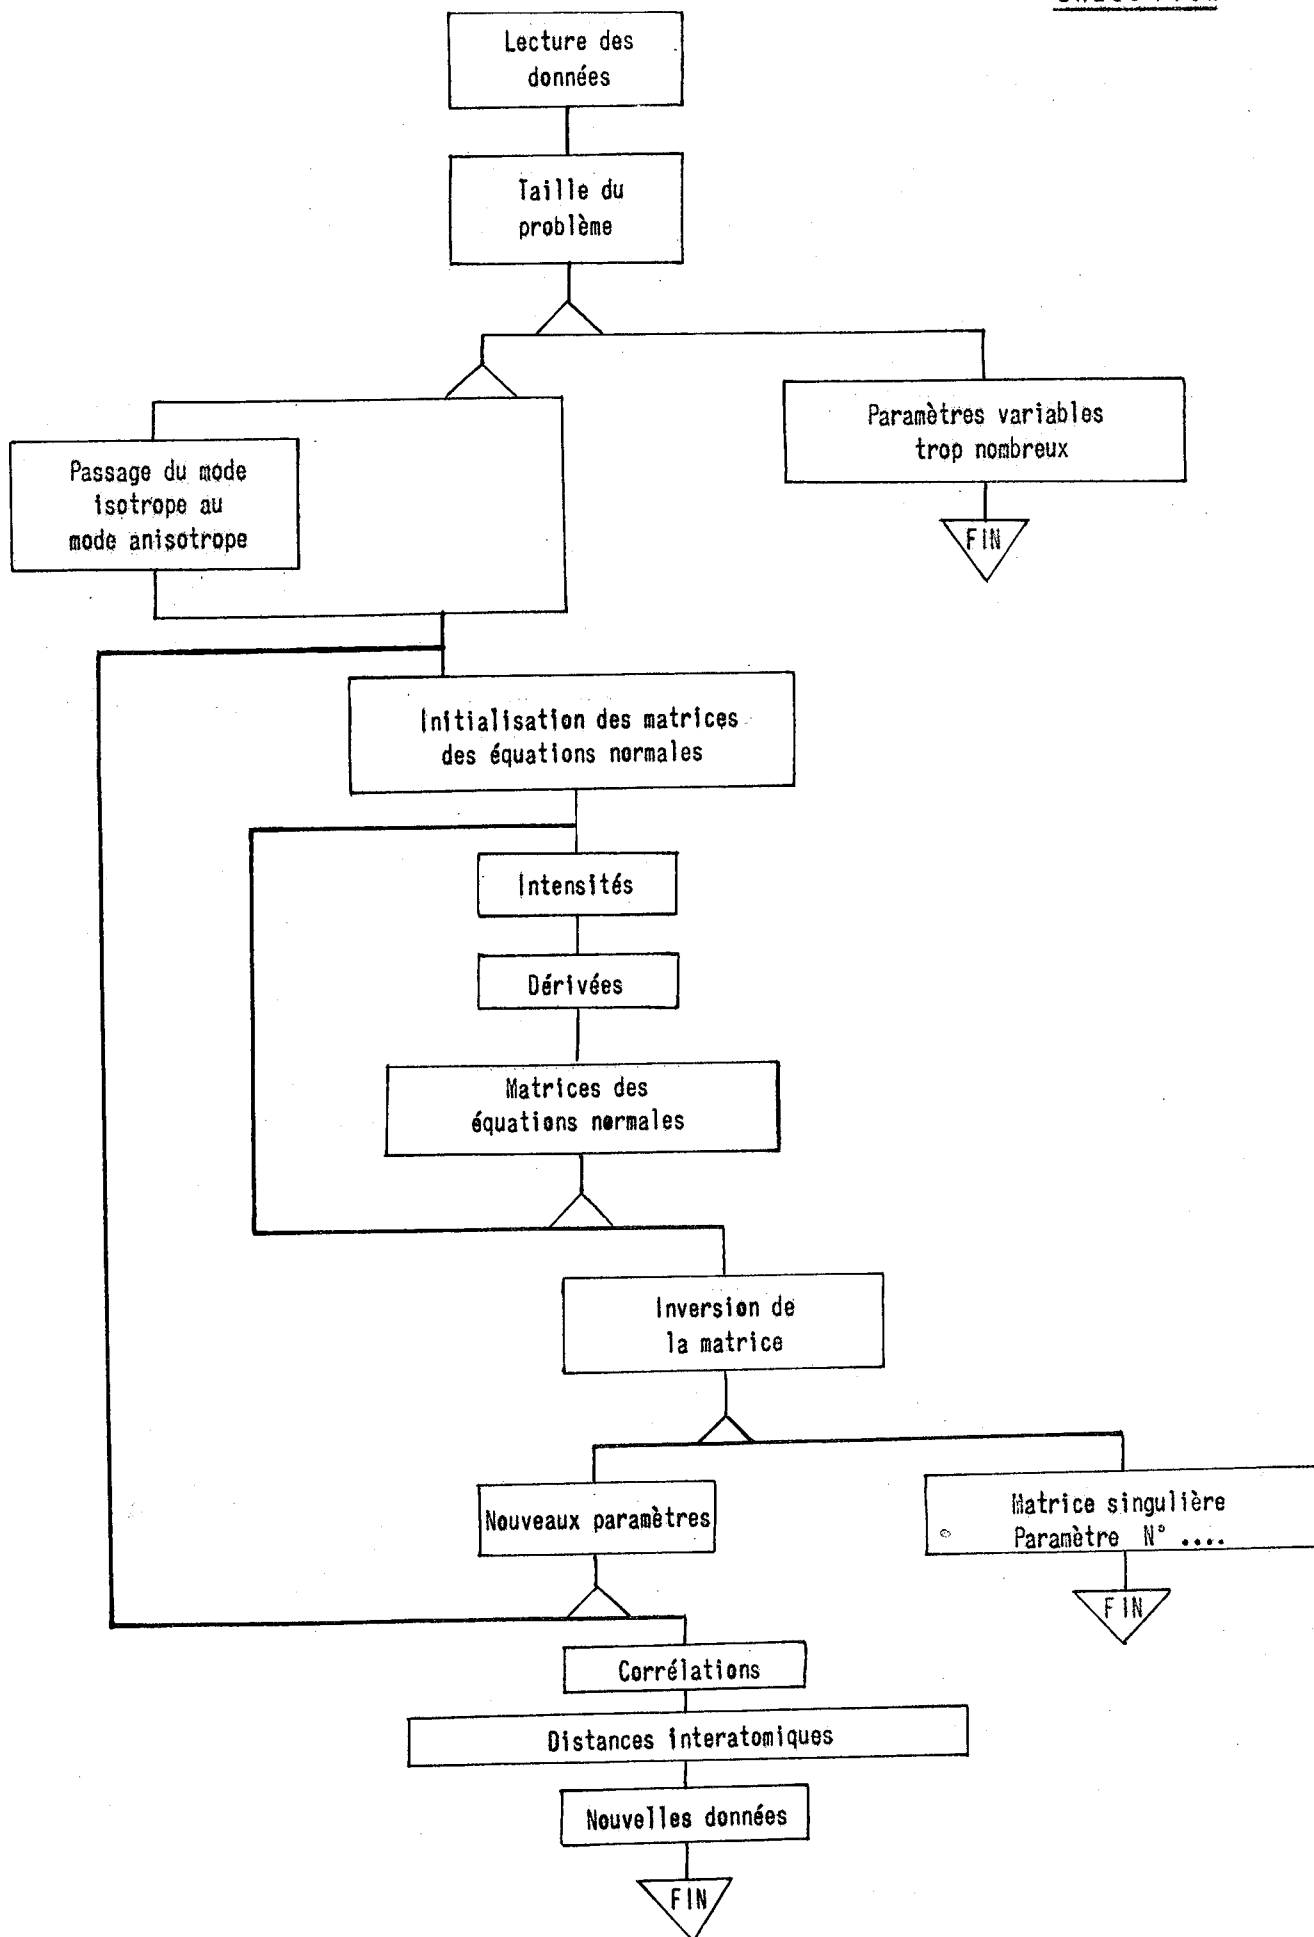 Lecture des
données
Taille du
problème
Paramètres variables
trop nombreux
FIN
Passage du mode
isotrope au
mode anisotrope
Initialisation des matrices
des équations normales
Intensités
Dérivées
Matrices des
équations normales
Inversion de
la matrice
Nouveaux paramètres
Matrice singulière
Paramètre N° ....
FIN
Corrélations
Distances interatomiques
Nouvelles données
FIN